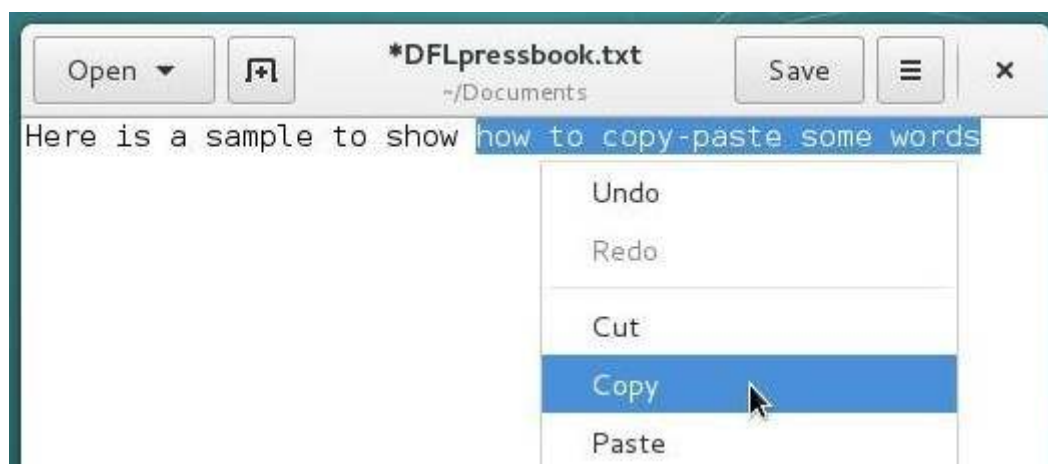 Open
*DFLpressbook.txt
~/Documents
Save
Here is a sample to show how to copy-paste some words
Undo
Redo
Cut
Copy
Paste